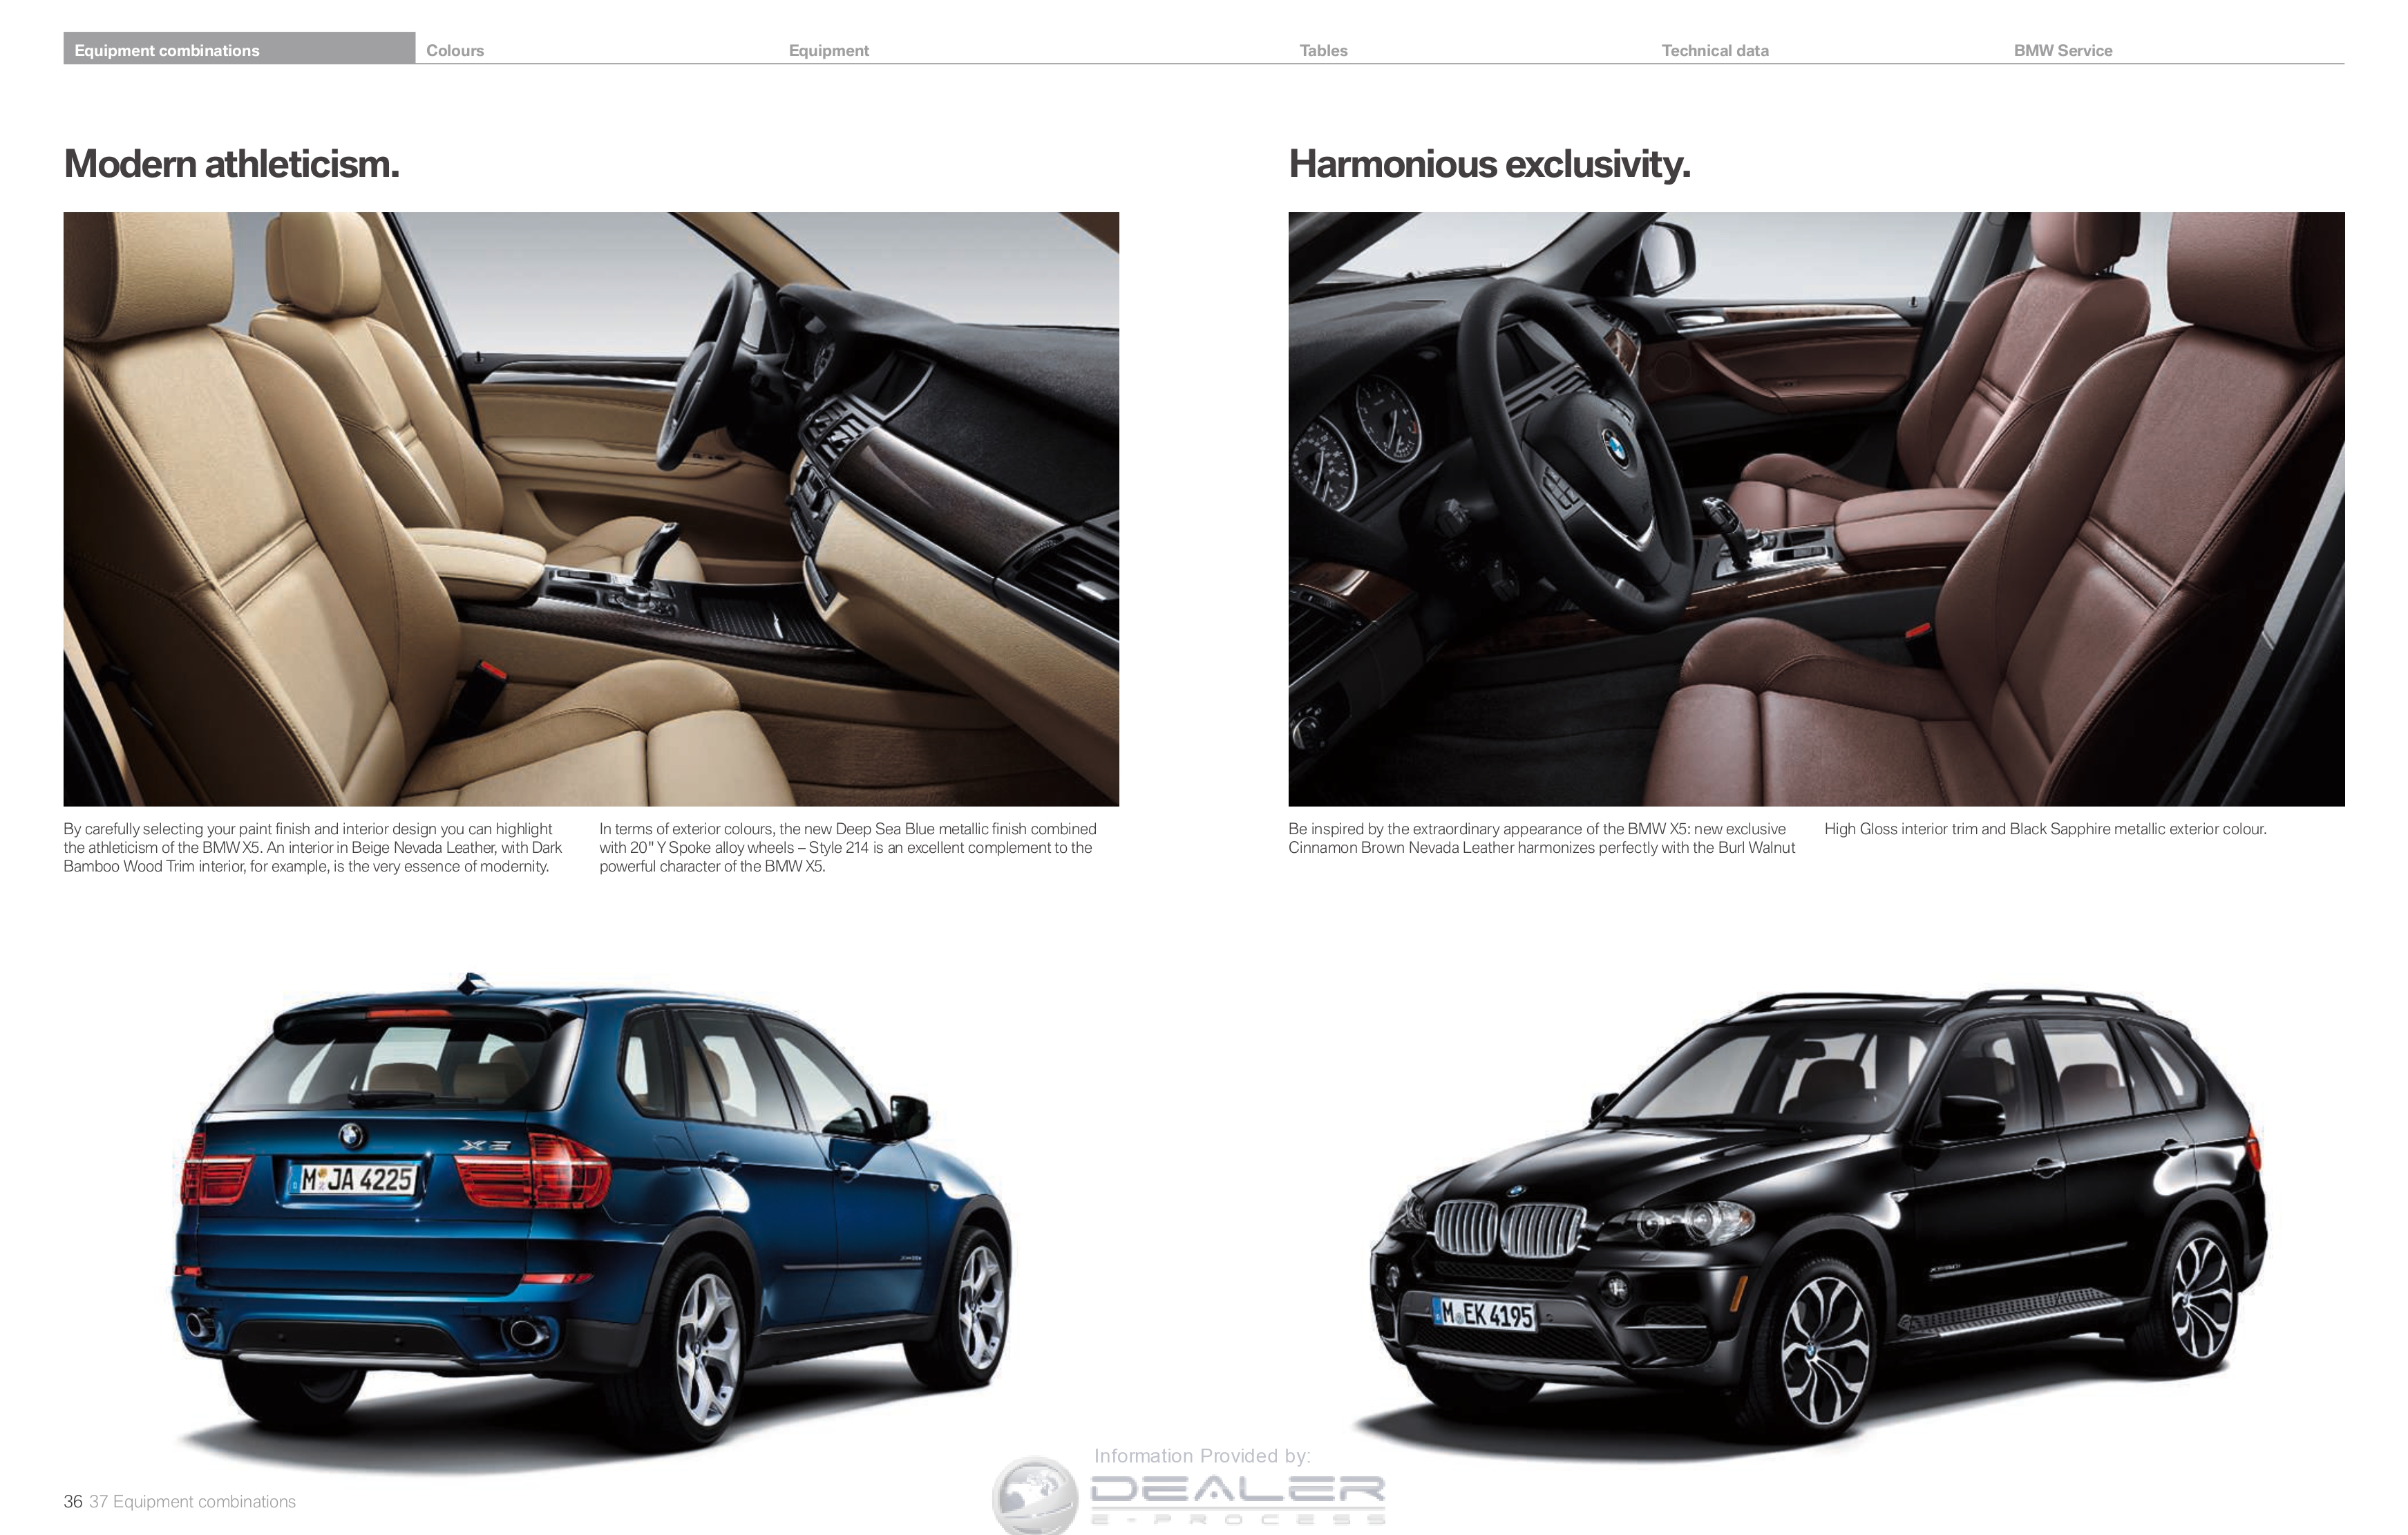 Equipment combinations
Colours
Equipment
Tables
Technical data
BMW Service
Modern athleticism.
By carefully selecting your paint finish and interior design you can highlight
the athleticism of the BMW X5. An interior in Beige Nevada Leather, with Dark
Bamboo Wood Trim interior, for example, is the very essence of modernity.
In terms of exterior colours, the new Deep Sea Blue metallic finish combined
with 20" Y Spoke alloy wheels – Style 214 is an excellent complement to the
powerful character of the BMW X5.
Harmonious exclusivity.
Be inspired by the extraordinary appearance of the BMW X5: new exclusive
Cinnamon Brown Nevada Leather harmonizes perfectly with the Burl Walnut
High Gloss interior trim and Black Sapphire metallic exterior colour.
M JA 4225
M EK 4195
36 37 Equipment combinations
Information Provided by:
DEALER
E-PROCESS